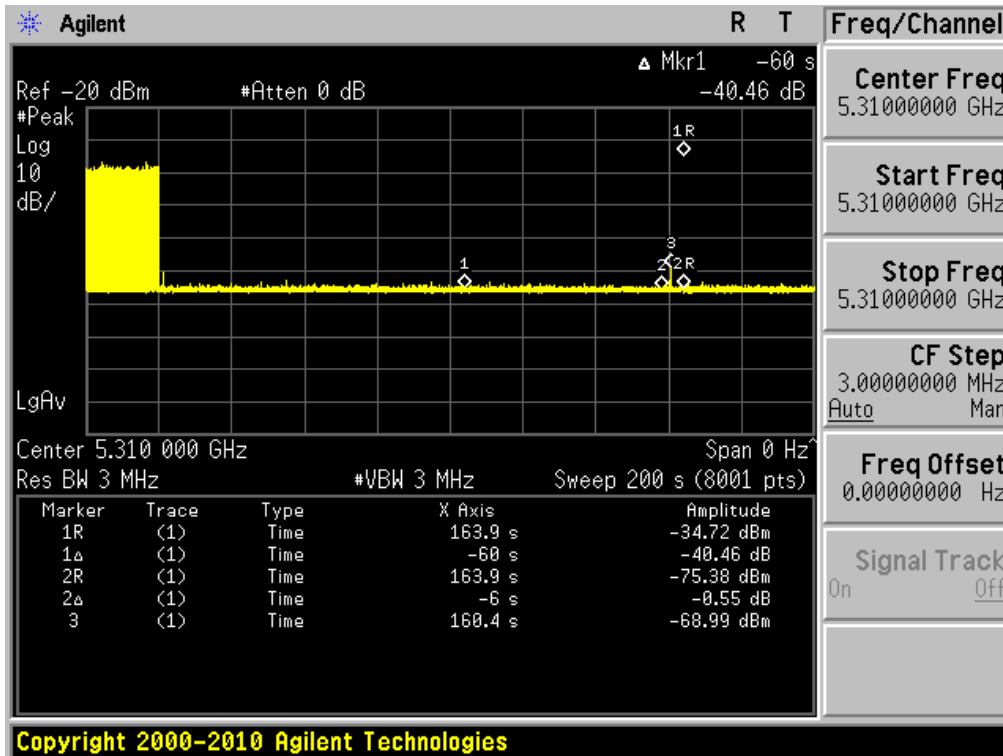 Agilent R T
Freq/Channel
Δ Mkr1 -60 s
Ref -20 dBm #Atten 0 dB -40.46 dB
#Peak
Log
10
dB/
1R
3
1 2 2R
LgAv
Center 5.310 000 GHz Span 0 Hz^
Res BW 3 MHz #VBW 3 MHz Sweep 200 s (8001 pts)
Marker Trace Type X Axis Amplitude
1R (1) Time 163.9 s -34.72 dBm
1Δ (1) Time -60 s -40.46 dB
2R (1) Time 163.9 s -75.38 dBm
2Δ (1) Time -6 s -0.55 dB
3 (1) Time 160.4 s -68.99 dBm
Center Freq
5.31000000 GHz
Start Freq
5.31000000 GHz
Stop Freq
5.31000000 GHz
CF Step
3.00000000 MHz
Auto Man
Freq Offset
0.00000000 Hz
Signal Track
On Off
Copyright 2000-2010 Agilent Technologies